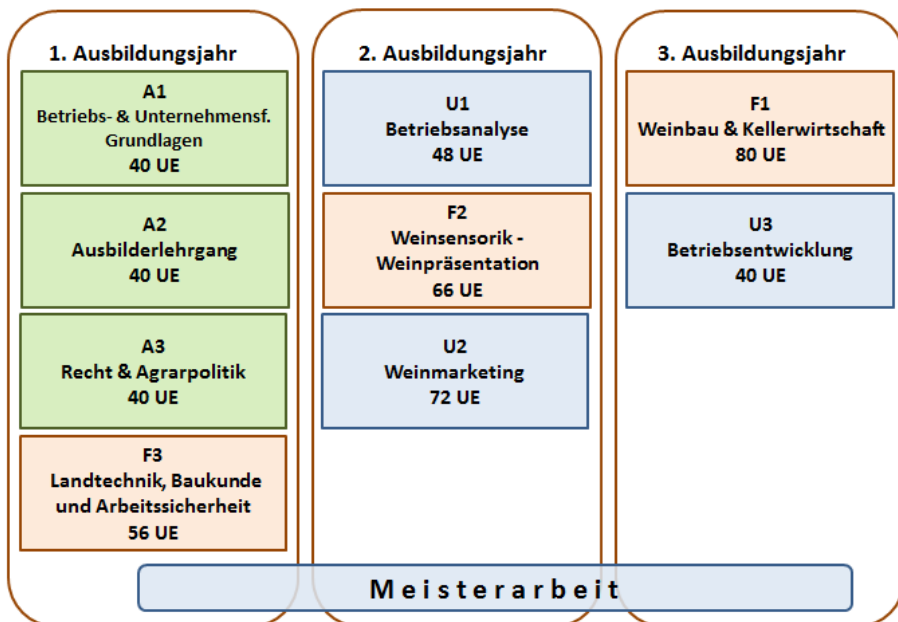 1. Ausbildungsjahr
A1
Betriebs- & Unternehmensf.
Grundlagen
40 UE
A2
Ausbilderlehrgang
40 UE
A3
Recht & Agrarpolitik
40 UE
F3
Landtechnik, Baukunde
und Arbeitssicherheit
56 UE
2. Ausbildungsjahr
U1
Betriebsanalyse
48 UE
F2
Weinsensorik -
Weinpräsentation
66 UE
U2
Weinmarketing
72 UE
3. Ausbildungsjahr
F1
Weinbau & Kellerwirtschaft
80 UE
U3
Betriebsentwicklung
40 UE
Meisterarbeit